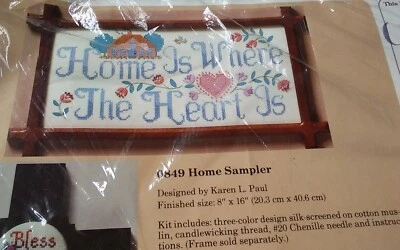 This
Home Is Where
The Heart Is
0849 Home Sampler
Designed by Karen L. Paul
Finished size: 8" x 16" (20.3 cm x 40.6 cm)
Kit includes: three-color design silk-screened on cotton mus-
lin, candlewicking thread, #20 Chenille needle and instruc-
tions. (Frame sold separately.)
Bless